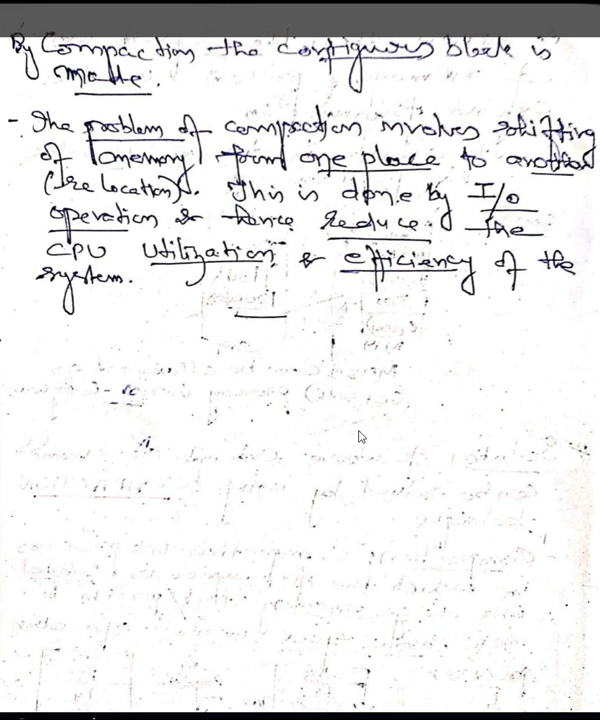 By Compaction the contiguous block is
made.
- The problem of compaction involves shifting
of memory from one place to another
(relocation). This is done by I/O
operation & hence reduce the
CPU utilization & efficiency of the
system.